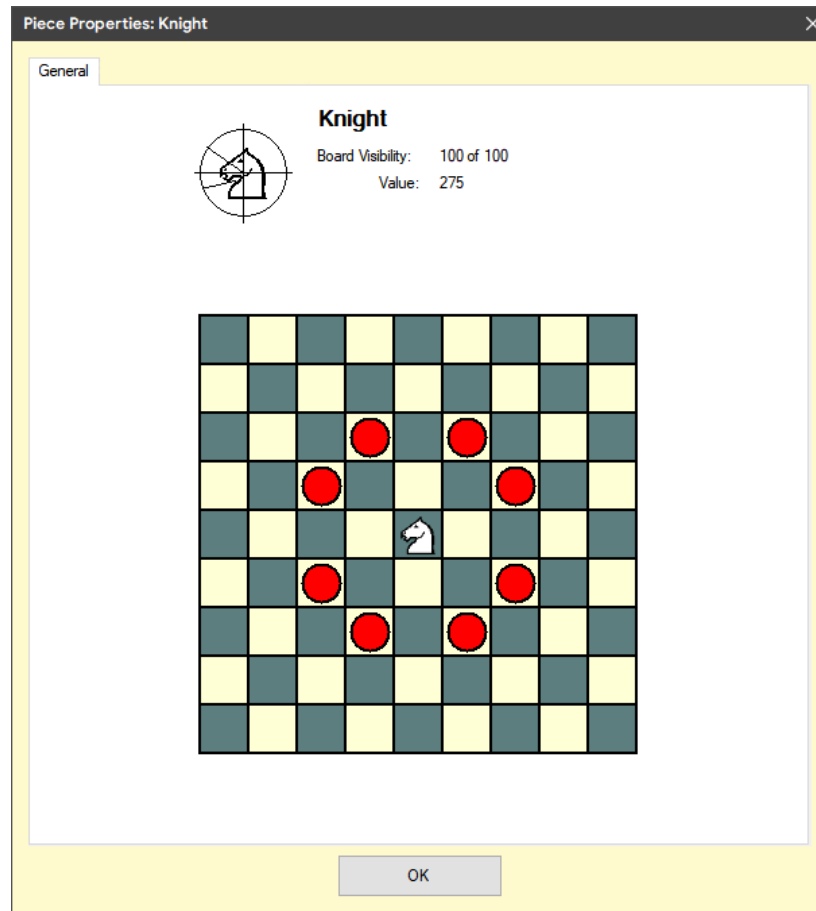 Piece Properties: Knight
General
Knight
Board Visibility: 100 of 100
Value: 275
OK